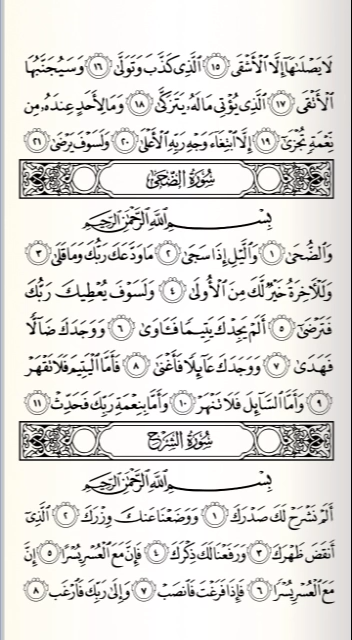 لَا يَصْلَىٰهَآ إِلَّا ٱلْأَشْقَى ١٥ ٱلَّذِى كَذَّبَ وَتَوَلَّىٰ ١٦ وَسَيُجَنَّبُهَا
ٱلْأَتْقَى ١٧ ٱلَّذِى يُؤْتِى مَالَهُۥ يَتَزَكَّىٰ ١٨ وَمَا لِأَحَدٍ عِندَهُۥ مِن
نِّعْمَةٍ تُجْزَىٰٓ ١٩ إِلَّا ٱبْتِغَآءَ وَجْهِ رَبِّهِ ٱلْأَعْلَىٰ ٢٠ وَلَسَوْفَ يَرْضَىٰ ٢١
سُورَةُ الضُّحَىٰ
بِسْمِ ٱللَّهِ ٱلرَّحْمَٰنِ ٱلرَّحِيمِ
وَٱلضُّحَىٰ ١ وَٱلَّيْلِ إِذَا سَجَىٰ ٢ مَا وَدَّعَكَ رَبُّكَ وَمَا قَلَىٰ ٣
وَلَلْأَخِرَةُ خَيْرٌ لَّكَ مِنَ ٱلْأُولَىٰ ٤ وَلَسَوْفَ يُعْطِيكَ رَبُّكَ
فَتَرْضَىٰٓ ٥ أَلَمْ يَجِدْكَ يَتِيمًا فَـَٔاوَىٰ ٦ وَوَجَدَكَ ضَآلًّا
فَهَدَىٰ ٧ وَوَجَدَكَ عَآئِلًا فَأَغْنَىٰ ٨ فَأَمَّا ٱلْيَتِيمَ فَلَا تَقْهَرْ
٩ وَأَمَّا ٱلسَّآئِلَ فَلَا تَنْهَرْ ١٠ وَأَمَّا بِنِعْمَةِ رَبِّكَ فَحَدِّثْ ١١
سُورَةُ الشَّرْحِ
بِسْمِ ٱللَّهِ ٱلرَّحْمَٰنِ ٱلرَّحِيمِ
أَلَمْ نَشْرَحْ لَكَ صَدْرَكَ ١ وَوَضَعْنَا عَنكَ وِزْرَكَ ٢ ٱلَّذِىٓ
أَنقَضَ ظَهْرَكَ ٣ وَرَفَعْنَا لَكَ ذِكْرَكَ ٤ فَإِنَّ مَعَ ٱلْعُسْرِ يُسْرًا ٥ إِنَّ
مَعَ ٱلْعُسْرِ يُسْرًا ٦ فَإِذَا فَرَغْتَ فَٱنصَبْ ٧ وَإِلَىٰ رَبِّكَ فَٱرْغَب ٨